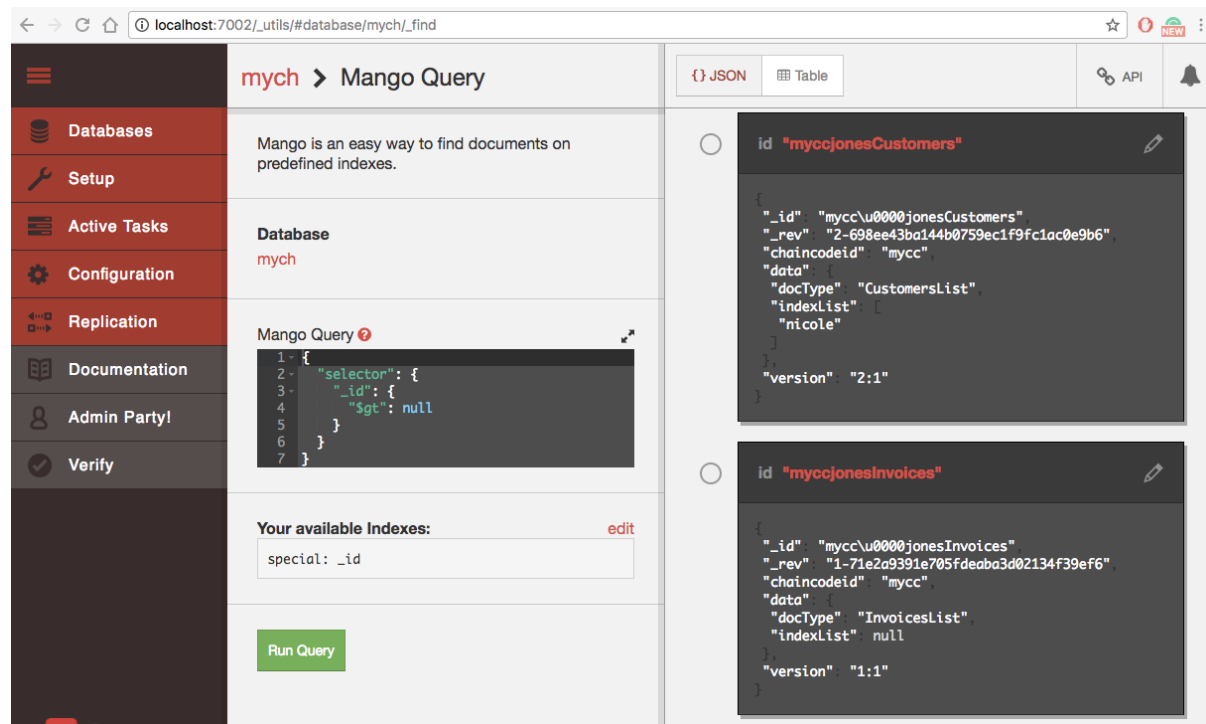 localhost:7002/_utils/#database/mych/_find
NEW
mych > Mango Query
{} JSON
Table
API
Databases
Setup
Active Tasks
Configuration
Replication
Documentation
Admin Party!
Verify
Mango is an easy way to find documents on
predefined indexes.
Database
mych
Mango Query
1 {
2 "selector": {
3 "_id": {
4 "$gt": null
5 }
6 }
7 }
Your available Indexes:
edit
special: _id
Run Query
id "myccjonesCustomers"
{
"_id": "mycc\u0000jonesCustomers",
"_rev": "2-698ee43ba144b0759ec1f9fc1ac0e9b6",
"chaincodeid": "mycc",
"data": {
"docType": "CustomersList",
"indexList": [
"nicole"
]
},
"version": "2:1"
}
id "myccjonesInvoices"
{
"_id": "mycc\u0000jonesInvoices",
"_rev": "1-71e2a9391e705fdeaba3d02134f39ef6",
"chaincodeid": "mycc",
"data": {
"docType": "InvoicesList",
"indexList": null
},
"version": "1:1"
}